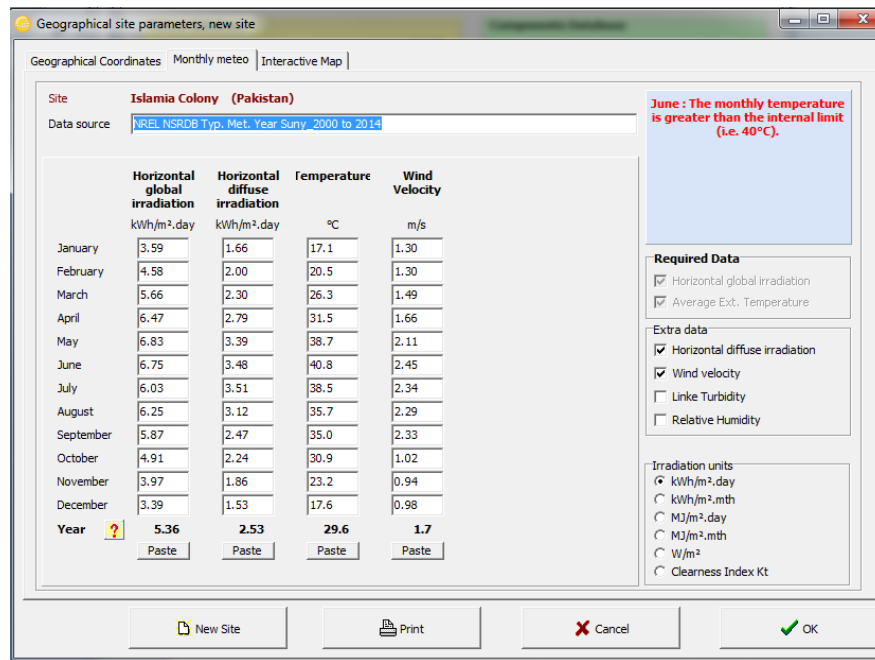 Geographical site parameters, new site
Components Database
Geographical Coordinates Monthly meteo Interactive Map
Site Islamia Colony (Pakistan)
Data source NREL NSRDB Typ. Met. Year Suny_2000 to 2014
June : The monthly temperature
is greater than the internal limit
(i.e. 40°C).
Horizontal Horizontal Temperature Wind
global diffuse Velocity
irradiation irradiation
kWh/m².day kWh/m².day °C m/s
January 3.59 1.66 17.1 1.30
February 4.58 2.00 20.5 1.30
March 5.66 2.30 26.3 1.49
April 6.47 2.79 31.5 1.66
May 6.83 3.39 38.7 2.11
June 6.75 3.48 40.8 2.45
July 6.03 3.51 38.5 2.34
August 6.25 3.12 35.7 2.29
September 5.87 2.47 35.0 2.33
October 4.91 2.24 30.9 1.02
November 3.97 1.86 23.2 0.94
December 3.39 1.53 17.6 0.98
Year ? 5.36 2.53 29.6 1.7
Paste Paste Paste Paste
Required Data
Horizontal global irradiation
Average Ext. Temperature
Extra data
Horizontal diffuse irradiation
Wind velocity
Linke Turbidity
Relative Humidity
Irradiation units
kWh/m².day
kWh/m².mth
MJ/m².day
MJ/m².mth
W/m²
Clearness Index Kt
New Site Print Cancel OK